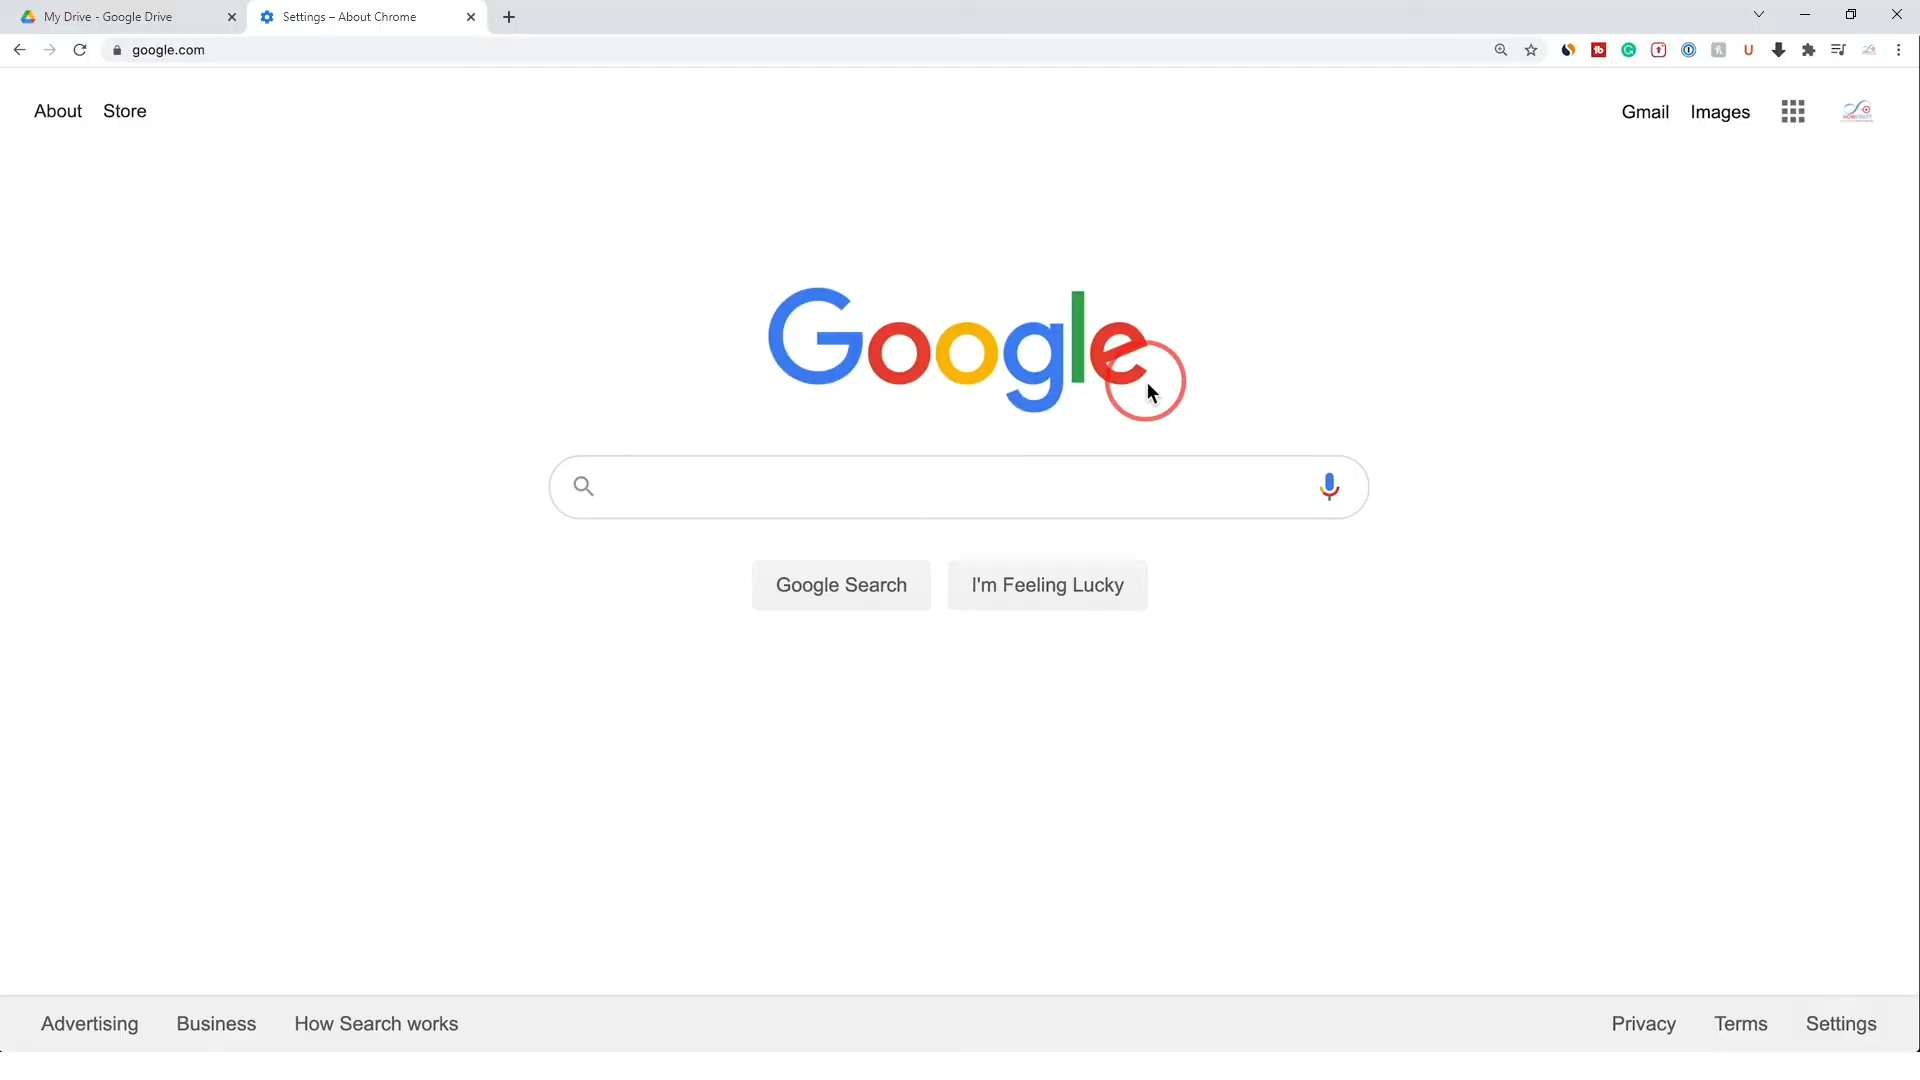 My Drive - Google Drive
Settings – About Chrome
google.com
About Store
Gmail Images
Google
Google Search
I'm Feeling Lucky
Advertising Business How Search works
Privacy Terms Settings